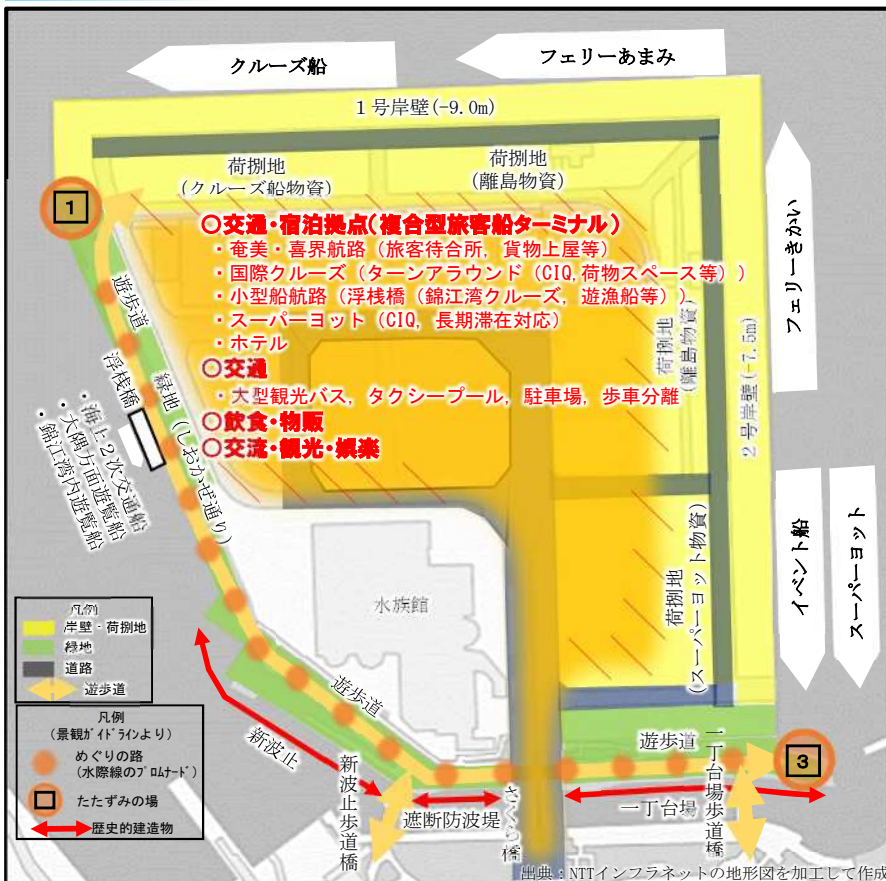 クルーズ船
フェリーあまみ
1号岸壁(-9.0m)
荷捌地
(クルーズ船物資)
荷捌地
(離島物資)
1
○交通・宿泊拠点(複合型旅客船ターミナル)
・奄美・喜界航路（旅客待合所，貨物上屋等）
・国際クルーズ（ターンアラウンド（CIQ,荷物スペース等））
・小型船航路（浮桟橋（錦江湾クルーズ，遊漁船等））
・スーパーヨット（CIQ，長期滞在対応）
・ホテル
○交通
・大型観光バス，タクシープール，駐車場，歩車分離
○飲食・物販
○交流・観光・娯楽
フェリーきかい
荷捌地
(離島物資)
2号岸壁(-7.5m)
遊歩道
浮桟橋
緑地（しおかぜ通り）
・海上2次交通船
・大隅方面遊覧船
・錦江湾内遊覧船
イベント船
スーパーヨット
荷捌地
(スーパーヨット物資)
水族館
凡例
岸壁・荷捌地
緑地
道路
遊歩道
凡例
(景観ガイドラインより)
めぐりの路
(水際線のプロムナード)
たたずみの場
歴史的建造物
遊歩道
新波止
新波止歩道橋
遮断防波堤
さくら橋
遊歩道
一丁台場
一丁台場歩道橋
3
出典：NTTインフラネットの地形図を加工して作成